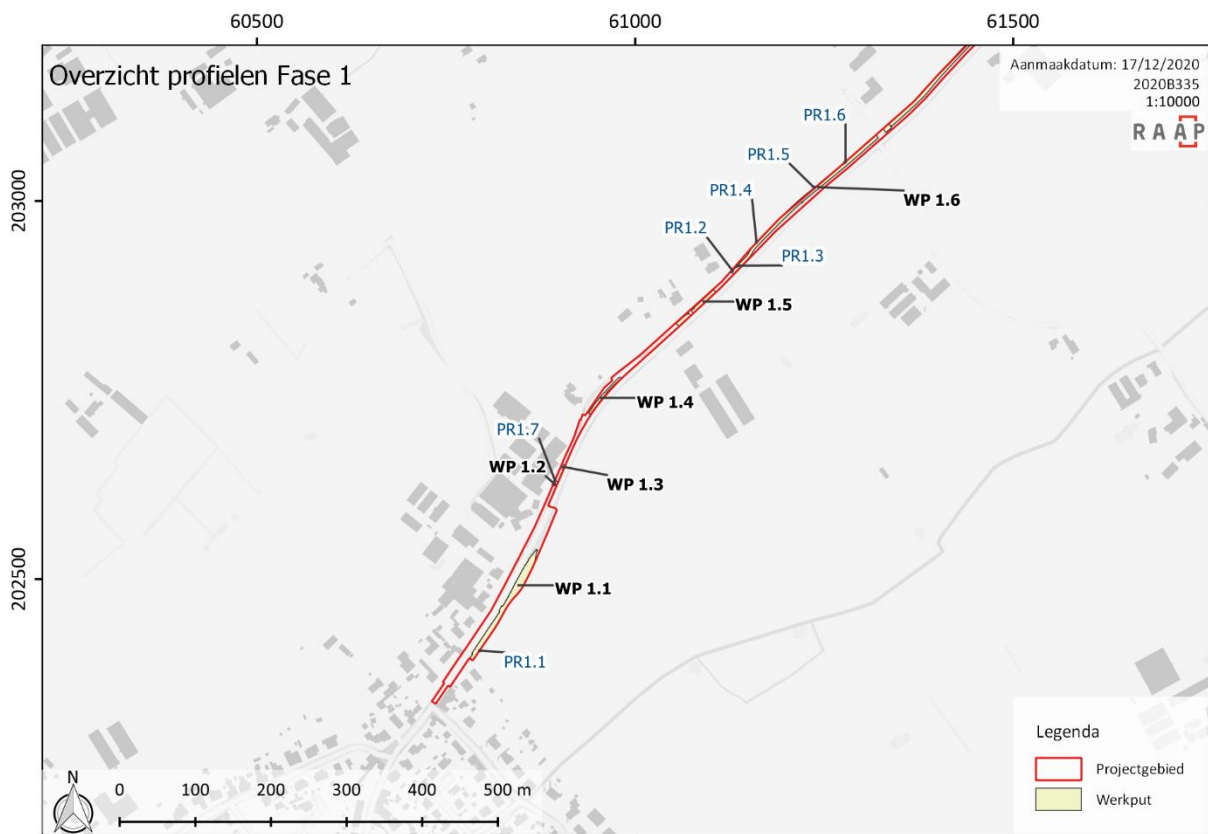 60500
61000
61500
Overzicht profielen Fase 1
Aanmaakdatum: 17/12/2020
2020B335
1:10000
RAAP
PR1.6
PR1.5
PR1.4
WP 1.6
203000
PR1.2
PR1.3
WP 1.5
WP 1.4
PR1.7
WP 1.2
WP 1.3
202500
WP 1.1
PR1.1
Legenda
Projectgebied
Werkput
N
0 100 200 300 400 500 m